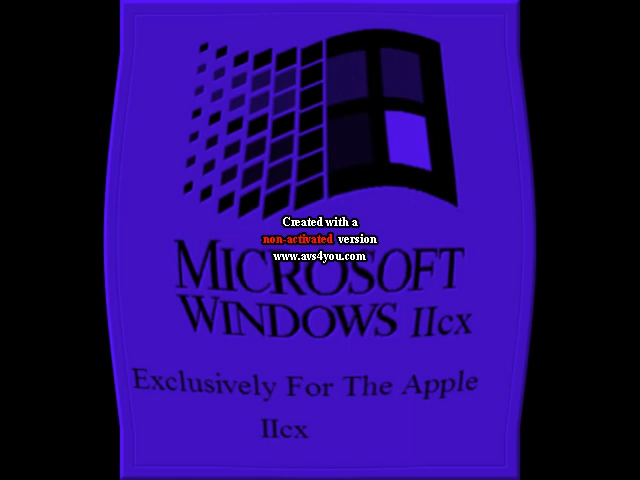 Created with a
non-activated version
www.avs4you.com
MICROSOFT
WINDOWS IIcx
Exclusively For The Apple
IIcx